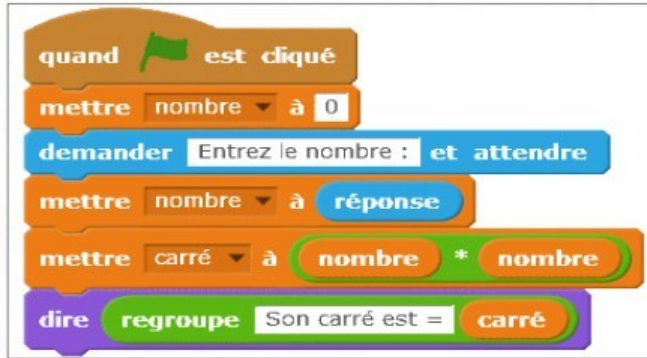 quand est cliqué
mettre nombre à 0
demander Entrez le nombre : et attendre
mettre nombre à réponse
mettre carré à nombre * nombre
dire regroupe Son carré est = carré